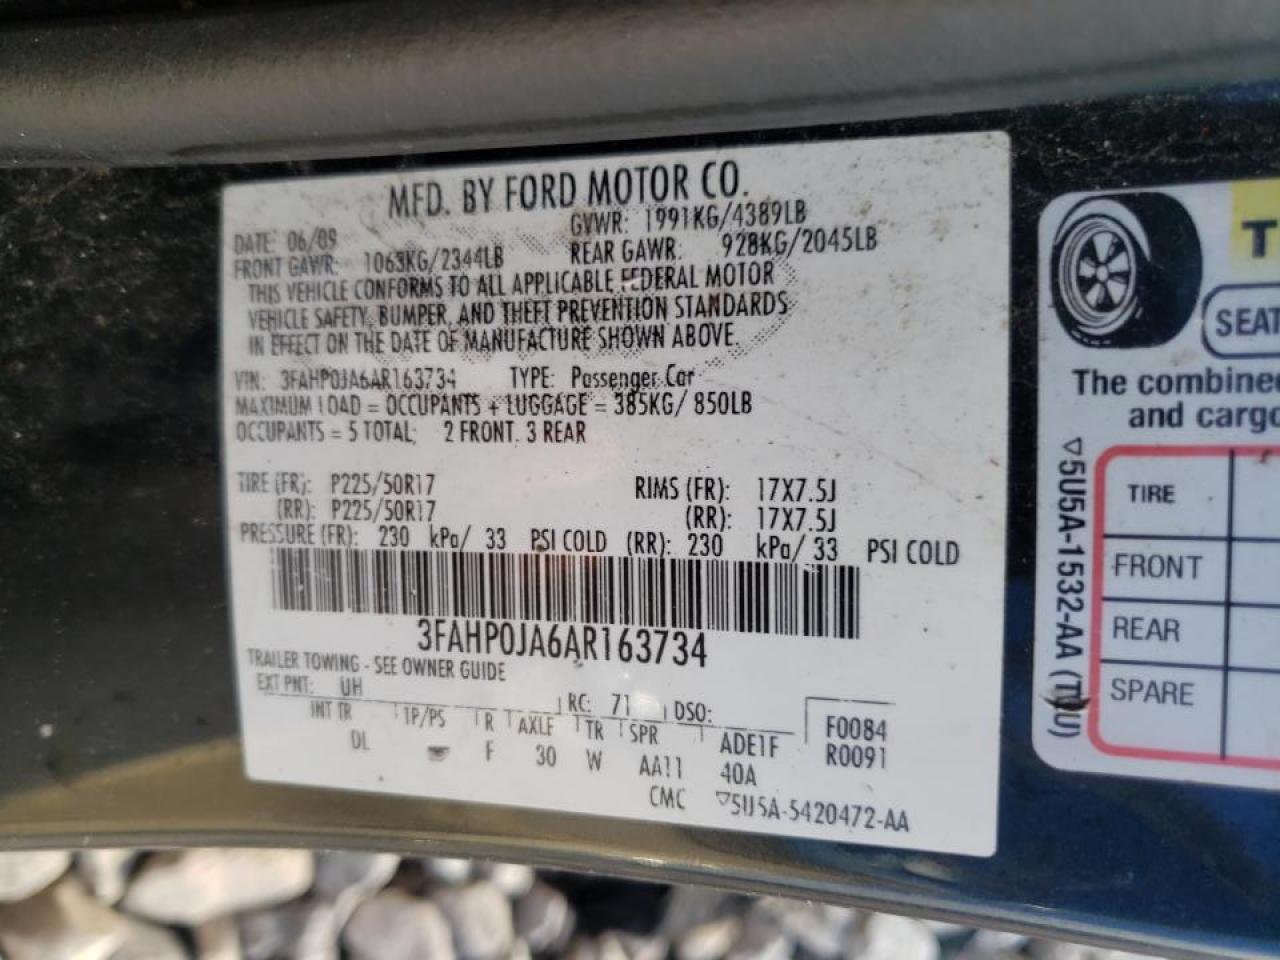 MFD. BY FORD MOTOR CO.
DATE: 06/09 GVWR: 1991KG/4389LB
FRONT GAWR: 1063KG/2344LB REAR GAWR: 928KG/2045LB
THIS VEHICLE CONFORMS TO ALL APPLICABLE FEDERAL MOTOR
VEHICLE SAFETY, BUMPER, AND THEFT PREVENTION STANDARDS
IN EFFECT ON THE DATE OF MANUFACTURE SHOWN ABOVE.
VIN: 3FAHP0JA6AR163734 TYPE: Passenger Car
MAXIMUM LOAD = OCCUPANTS + LUGGAGE = 385KG/ 850LB
OCCUPANTS = 5 TOTAL; 2 FRONT. 3 REAR
TIRE (FR): P225/50R17 RIMS (FR): 17X7.5J
(RR): P225/50R17 (RR): 17X7.5J
PRESSURE (FR): 230 kPa/ 33 PSI COLD (RR): 230 kPa/ 33 PSI COLD
3FAHP0JA6AR163734
TRAILER TOWING - SEE OWNER GUIDE
EXT PNT: UH RC: 71 DSO:
INT TR TP/PS R AXLE TR SPR F0084
DL F 30 W AA11 ADE1F R0091
40A
CMC ▽5U5A-5420472-AA
T
SEAT
The combine
and cargo
▽5U5A-1532-AA (TUU)
TIRE
FRONT
REAR
SPARE